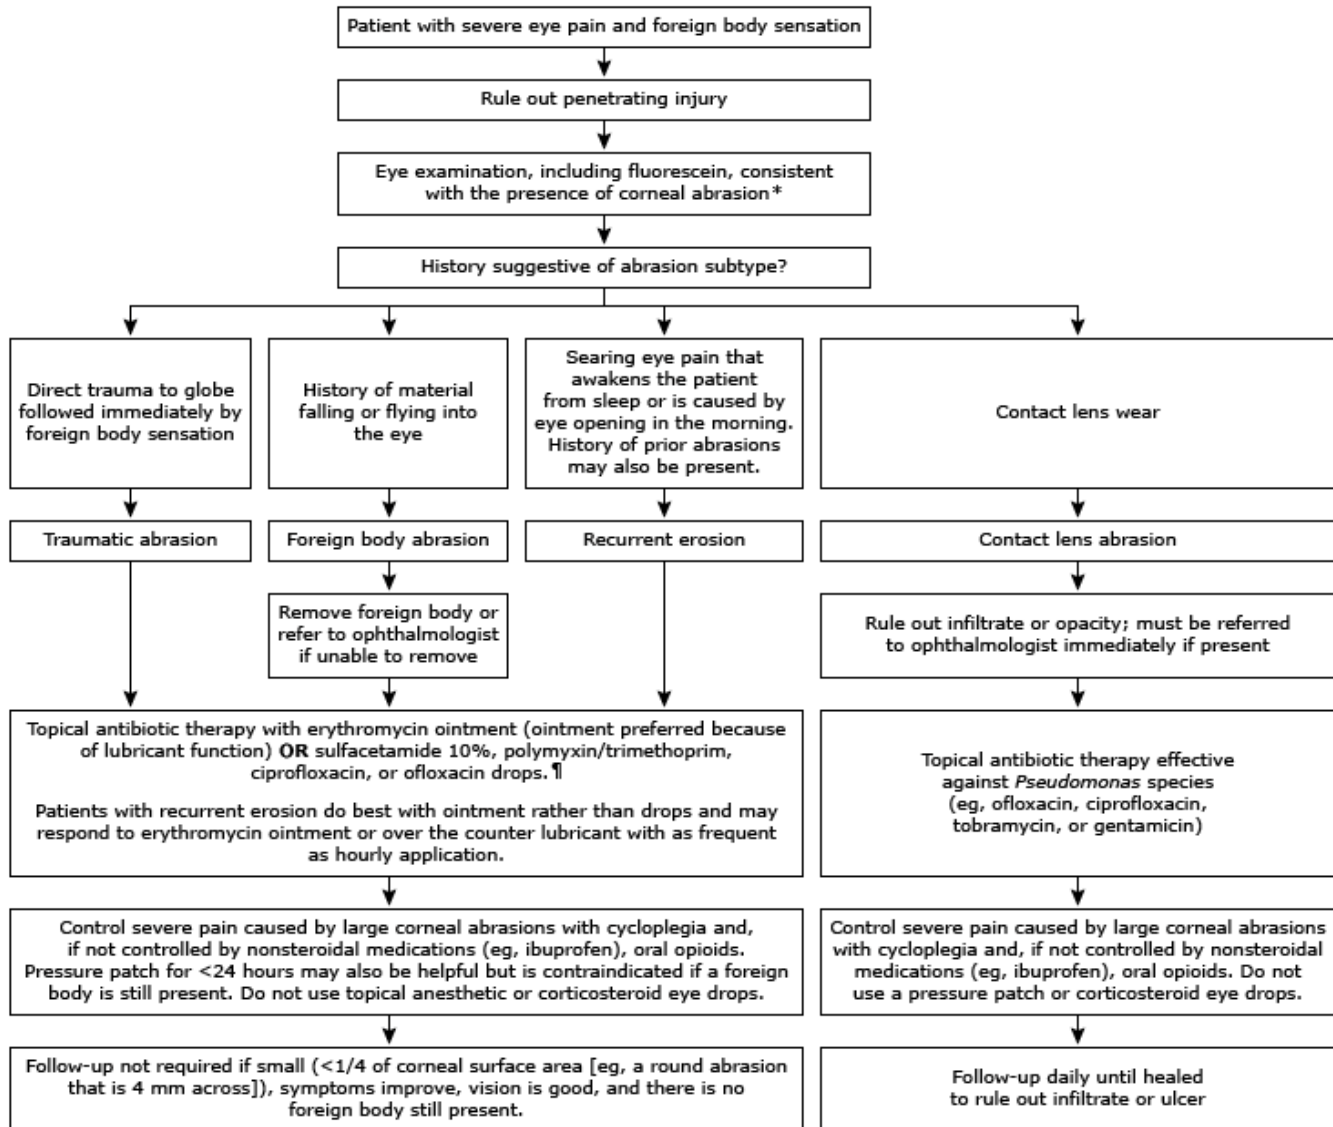 Patient with severe eye pain and foreign body sensation
Rule out penetrating injury
Eye examination, including fluorescein, consistent
with the presence of corneal abrasion*
History suggestive of abrasion subtype?
Direct trauma to globe
followed immediately by
foreign body sensation
History of material
falling or flying into
the eye
Searing eye pain that
awakens the patient
from sleep or is caused by
eye opening in the morning.
History of prior abrasions
may also be present.
Contact lens wear
Traumatic abrasion
Foreign body abrasion
Recurrent erosion
Contact lens abrasion
Remove foreign body or
refer to ophthalmologist
if unable to remove
Rule out infiltrate or opacity; must be referred
to ophthalmologist immediately if present
Topical antibiotic therapy with erythromycin ointment (ointment preferred because
of lubricant function) OR sulfacetamide 10%, polymyxin/trimethoprim,
ciprofloxacin, or ofloxacin drops.¶
Patients with recurrent erosion do best with ointment rather than drops and may
respond to erythromycin ointment or over the counter lubricant with as frequent
as hourly application.
Topical antibiotic therapy effective
against Pseudomonas species
(eg, ofloxacin, ciprofloxacin,
tobramycin, or gentamicin)
Control severe pain caused by large corneal abrasions with cycloplegia and,
if not controlled by nonsteroidal medications (eg, ibuprofen), oral opioids.
Pressure patch for <24 hours may also be helpful but is contraindicated if a foreign
body is still present. Do not use topical anesthetic or corticosteroid eye drops.
Control severe pain caused by large corneal abrasions
with cycloplegia and, if not controlled by nonsteroidal
medications (eg, ibuprofen), oral opioids. Do not
use a pressure patch or corticosteroid eye drops.
Follow-up not required if small (<1/4 of corneal surface area [eg, a round abrasion
that is 4 mm across]), symptoms improve, vision is good, and there is no
foreign body still present.
Follow-up daily until healed
to rule out infiltrate or ulcer